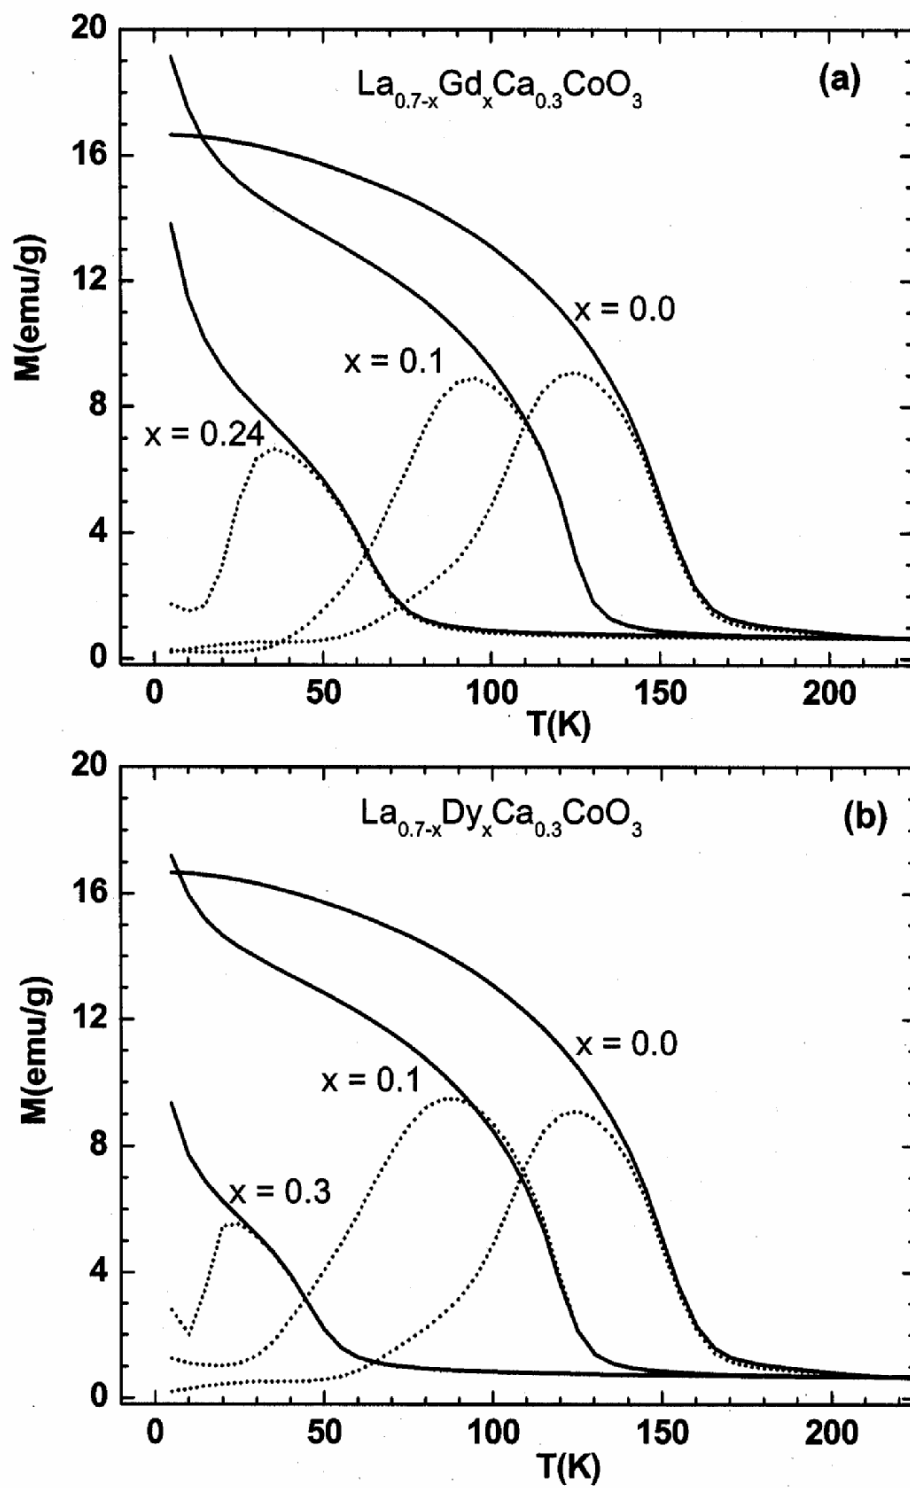 20
La0.7-xGdxCa0.3CoO3
(a)
16
12
8
4
0
M(emu/g)
x = 0.0
x = 0.1
x = 0.24
0 50 100 150 200
T(K)
20
La0.7-xDyxCa0.3CoO3
(b)
16
12
8
4
0
M(emu/g)
x = 0.0
x = 0.1
x = 0.3
0 50 100 150 200
T(K)